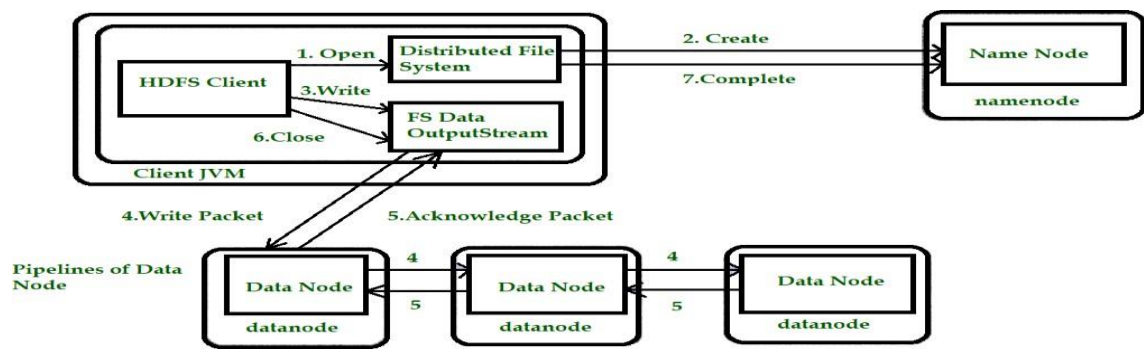 1. Open
Distributed File
System
2. Create
Name Node
HDFS Client
7.Complete
3.Write
FS Data
OutputStream
namenode
6.Close
Client JVM
4.Write Packet
5.Acknowledge Packet
Pipelines of Data
Node
4
4
Data Node
Data Node
Data Node
5
5
datanode
datanode
datanode